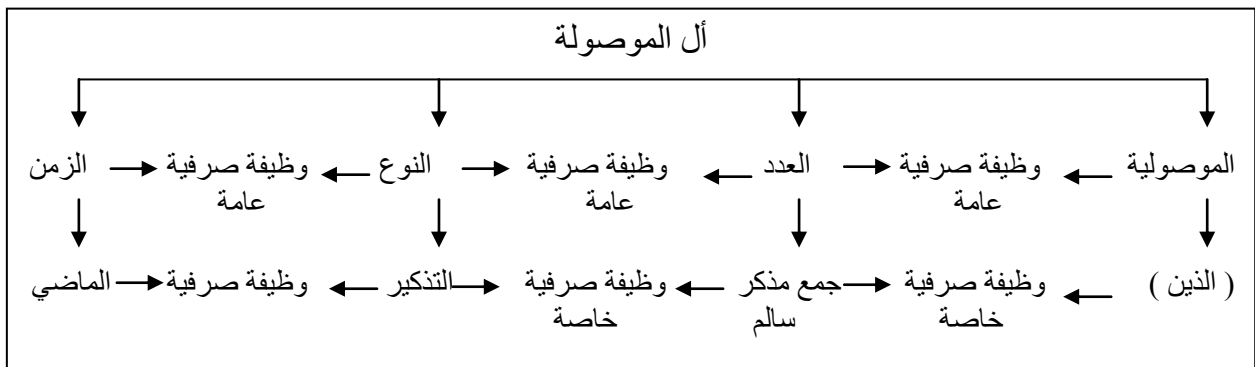 أل الموصولة
الموصولية وظيفة صرفية العدد وظيفة صرفية النوع وظيفة صرفية الزمن
عامة عامة عامة
( الذين ) وظيفة صرفية جمع مذكر وظيفة صرفية التذكير وظيفة صرفية الماضي
خاصة سالم خاصة